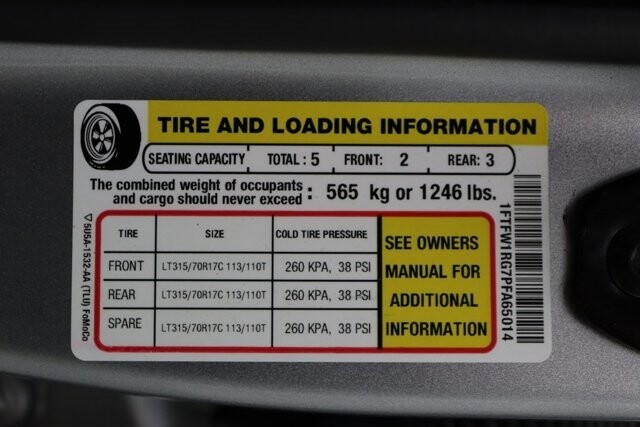 TIRE AND LOADING INFORMATION
SEATING CAPACITY TOTAL : 5 FRONT: 2 REAR: 3
The combined weight of occupants
and cargo should never exceed : 565 kg or 1246 lbs.
TIRE SIZE COLD TIRE PRESSURE
FRONT LT315/70R17C 113/110T 260 KPA, 38 PSI
REAR LT315/70R17C 113/110T 260 KPA, 38 PSI
SPARE LT315/70R17C 113/110T 260 KPA, 38 PSI
SEE OWNERS
MANUAL FOR
ADDITIONAL
INFORMATION
5U5A-1532-AA (TLU) FoMoCo
1FTFW1RG7PFA65014